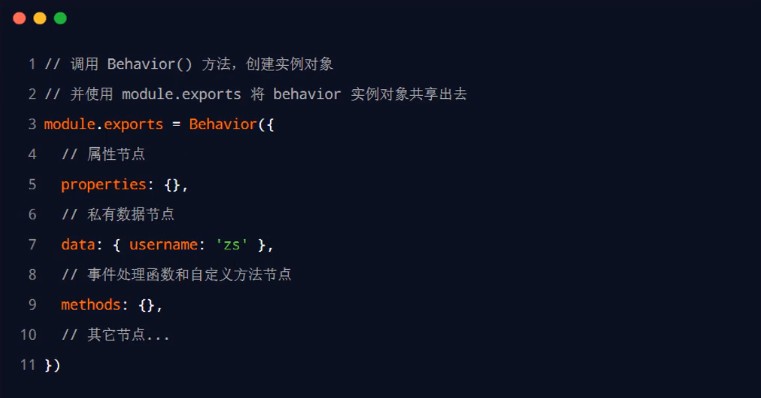 1 // 调用 Behavior() 方法，创建实例对象
2 // 并使用 module.exports 将 behavior 实例对象共享出去
3 module.exports = Behavior({
4   // 属性节点
5   properties: {},
6   // 私有数据节点
7   data: { username: 'zs' },
8   // 事件处理函数和自定义方法节点
9   methods: {},
10   // 其它节点...
11 })